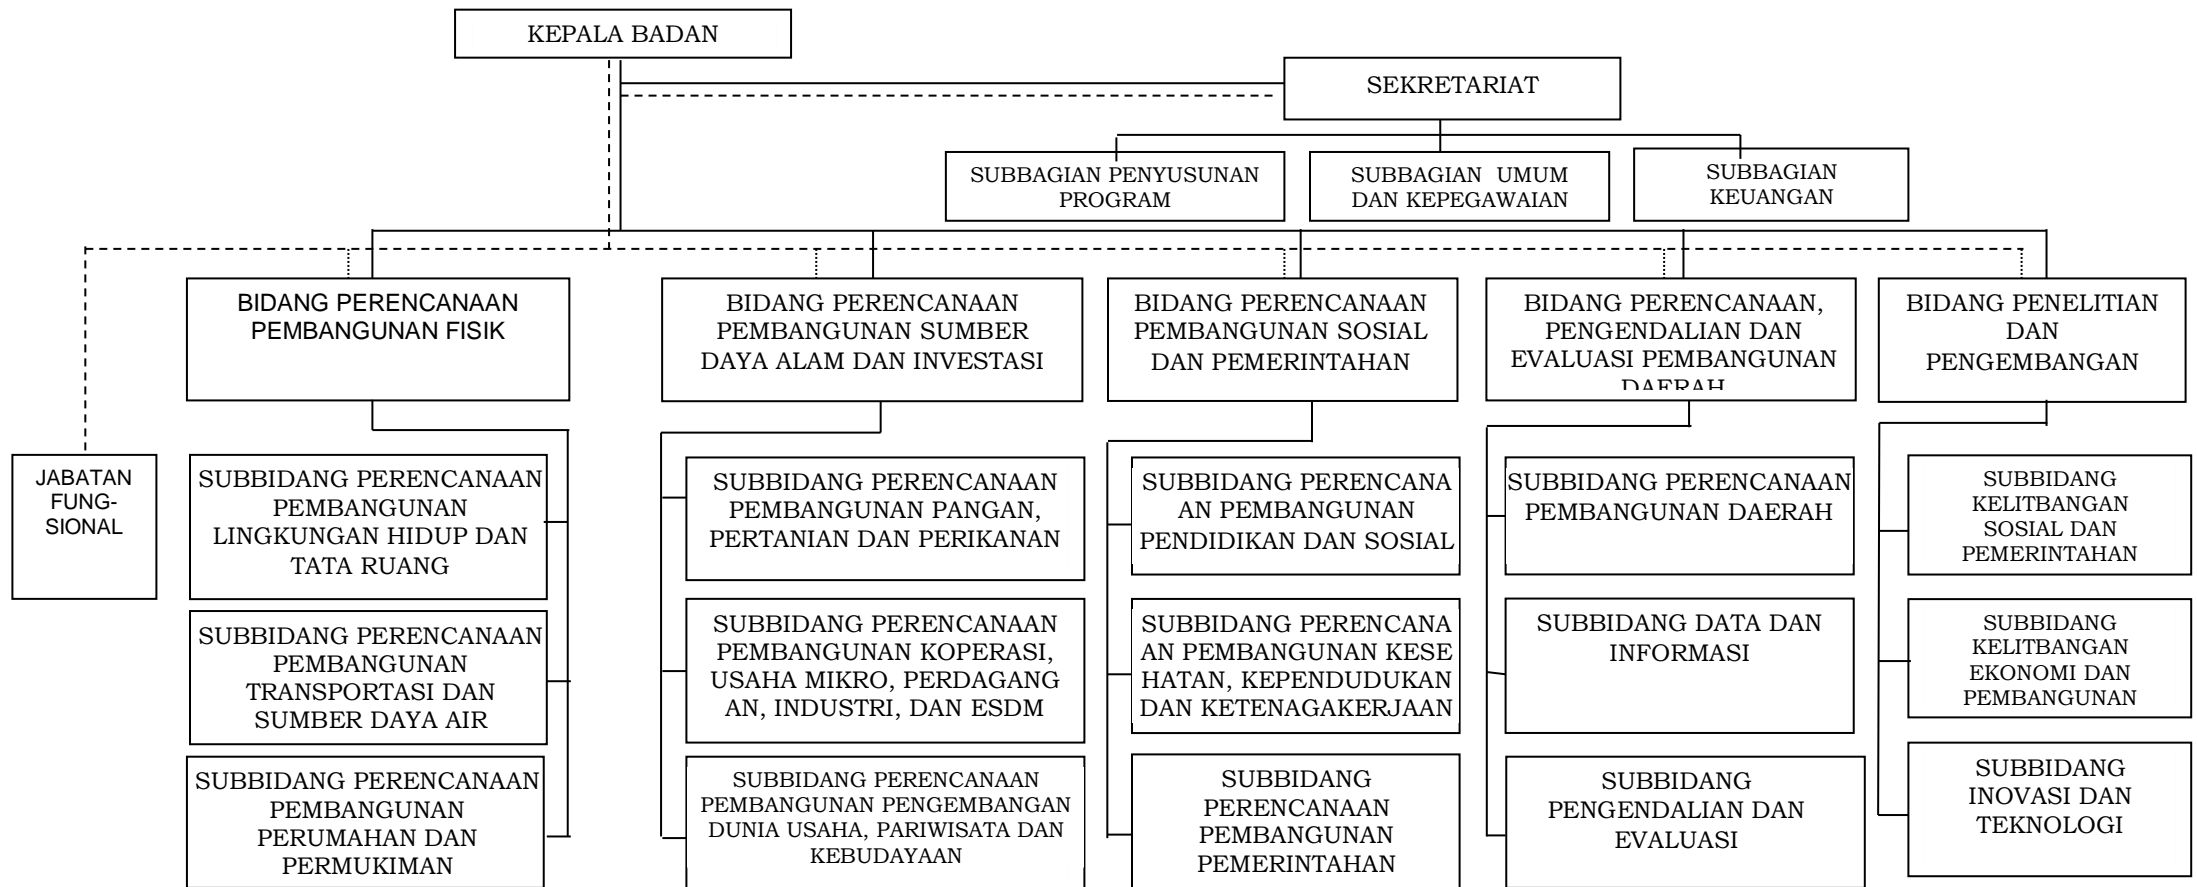 KEPALA BADAN
SEKRETARIAT
SUBBAGIAN PENYUSUNAN
PROGRAM
SUBBAGIAN UMUM
DAN KEPEGAWAIAN
SUBBAGIAN
KEUANGAN
BIDANG PERENCANAAN
PEMBANGUNAN FISIK
BIDANG PERENCANAAN
PEMBANGUNAN SUMBER
DAYA ALAM DAN INVESTASI
BIDANG PERENCANAAN
PEMBANGUNAN SOSIAL
DAN PEMERINTAHAN
BIDANG PERENCANAAN,
PENGENDALIAN DAN
EVALUASI PEMBANGUNAN
DAERAH
BIDANG PENELITIAN
DAN
PENGEMBANGAN
JABATAN
FUNG-
SIONAL
SUBBIDANG PERENCANAAN
PEMBANGUNAN
LINGKUNGAN HIDUP DAN
TATA RUANG
SUBBIDANG PERENCANAAN
PEMBANGUNAN
TRANSPORTASI DAN
SUMBER DAYA AIR
SUBBIDANG PERENCANAAN
PEMBANGUNAN
PERUMAHAN DAN
PERMUKIMAN
SUBBIDANG PERENCANAAN
PEMBANGUNAN PANGAN,
PERTANIAN DAN PERIKANAN
SUBBIDANG PERENCANAAN
PEMBANGUNAN KOPERASI,
USAHA MIKRO, PERDAGANG
AN, INDUSTRI, DAN ESDM
SUBBIDANG PERENCANAAN
PEMBANGUNAN PENGEMBANGAN
DUNIA USAHA, PARIWISATA DAN
KEBUDAYAAN
SUBBIDANG PERENCANA
AN PEMBANGUNAN
PENDIDIKAN DAN SOSIAL
SUBBIDANG PERENCANA
AN PEMBANGUNAN KESE
HATAN, KEPENDUDUKAN
DAN KETENAGAKERJAAN
SUBBIDANG
PERENCANAAN
PEMBANGUNAN
PEMERINTAHAN
SUBBIDANG PERENCANAAN
PEMBANGUNAN DAERAH
SUBBIDANG DATA DAN
INFORMASI
SUBBIDANG
PENGENDALIAN DAN
EVALUASI
SUBBIDANG
KELITBANGAN
SOSIAL DAN
PEMERINTAHAN
SUBBIDANG
KELITBANGAN
EKONOMI DAN
PEMBANGUNAN
SUBBIDANG
INOVASI DAN
TEKNOLOGI